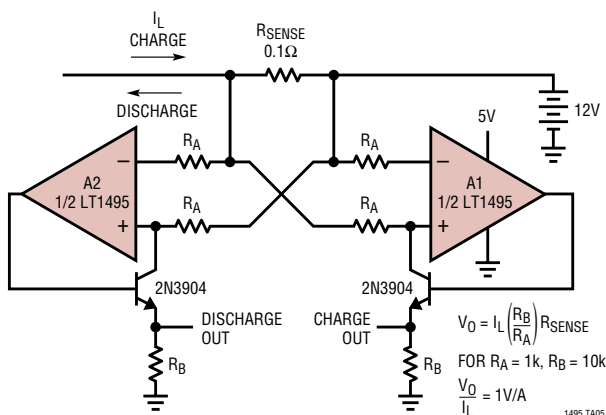 I_L
CHARGE
DISCHARGE
R_SENSE
0.1Ω
12V
5V
R_A
R_A
R_A
R_A
–
+
A2
1/2 LT1495
–
+
A1
1/2 LT1495
2N3904
2N3904
DISCHARGE
OUT
CHARGE
OUT
R_B
R_B
V_O = I_L (R_B/R_A) R_SENSE
FOR R_A = 1k, R_B = 10k
V_O/I_L = 1V/A
1495 TA05